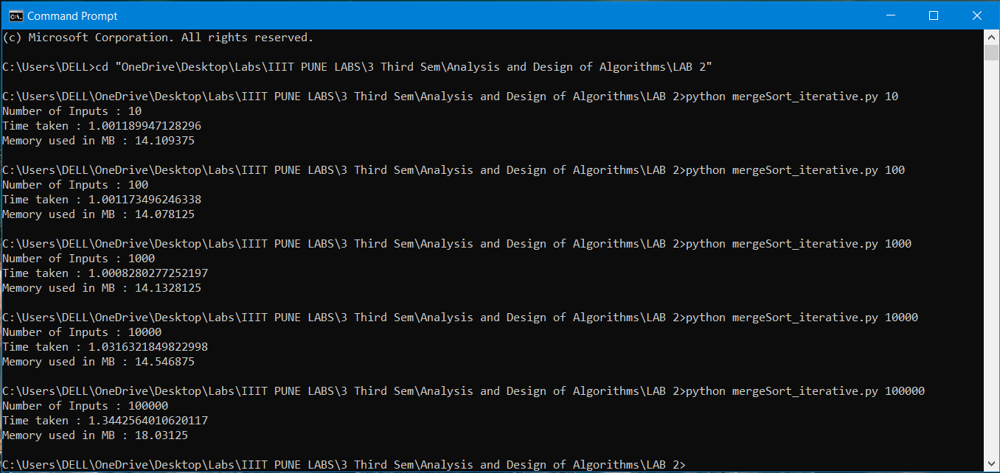 Command Prompt
(c) Microsoft Corporation. All rights reserved.
C:\Users\DELL>cd "OneDrive\Desktop\Labs\IIIT PUNE LABS\3 Third Sem\Analysis and Design of Algorithms\LAB 2"
C:\Users\DELL\OneDrive\Desktop\Labs\IIIT PUNE LABS\3 Third Sem\Analysis and Design of Algorithms\LAB 2>python mergeSort_iterative.py 10
Number of Inputs : 10
Time taken : 1.001189947128296
Memory used in MB : 14.109375
C:\Users\DELL\OneDrive\Desktop\Labs\IIIT PUNE LABS\3 Third Sem\Analysis and Design of Algorithms\LAB 2>python mergeSort_iterative.py 100
Number of Inputs : 100
Time taken : 1.001173496246338
Memory used in MB : 14.078125
C:\Users\DELL\OneDrive\Desktop\Labs\IIIT PUNE LABS\3 Third Sem\Analysis and Design of Algorithms\LAB 2>python mergeSort_iterative.py 1000
Number of Inputs : 1000
Time taken : 1.0008280277252197
Memory used in MB : 14.1328125
C:\Users\DELL\OneDrive\Desktop\Labs\IIIT PUNE LABS\3 Third Sem\Analysis and Design of Algorithms\LAB 2>python mergeSort_iterative.py 10000
Number of Inputs : 10000
Time taken : 1.0316321849822998
Memory used in MB : 14.546875
C:\Users\DELL\OneDrive\Desktop\Labs\IIIT PUNE LABS\3 Third Sem\Analysis and Design of Algorithms\LAB 2>python mergeSort_iterative.py 100000
Number of Inputs : 100000
Time taken : 1.3442564010620117
Memory used in MB : 18.03125
C:\Users\DELL\OneDrive\Desktop\Labs\IIIT PUNE LABS\3 Third Sem\Analysis and Design of Algorithms\LAB 2>